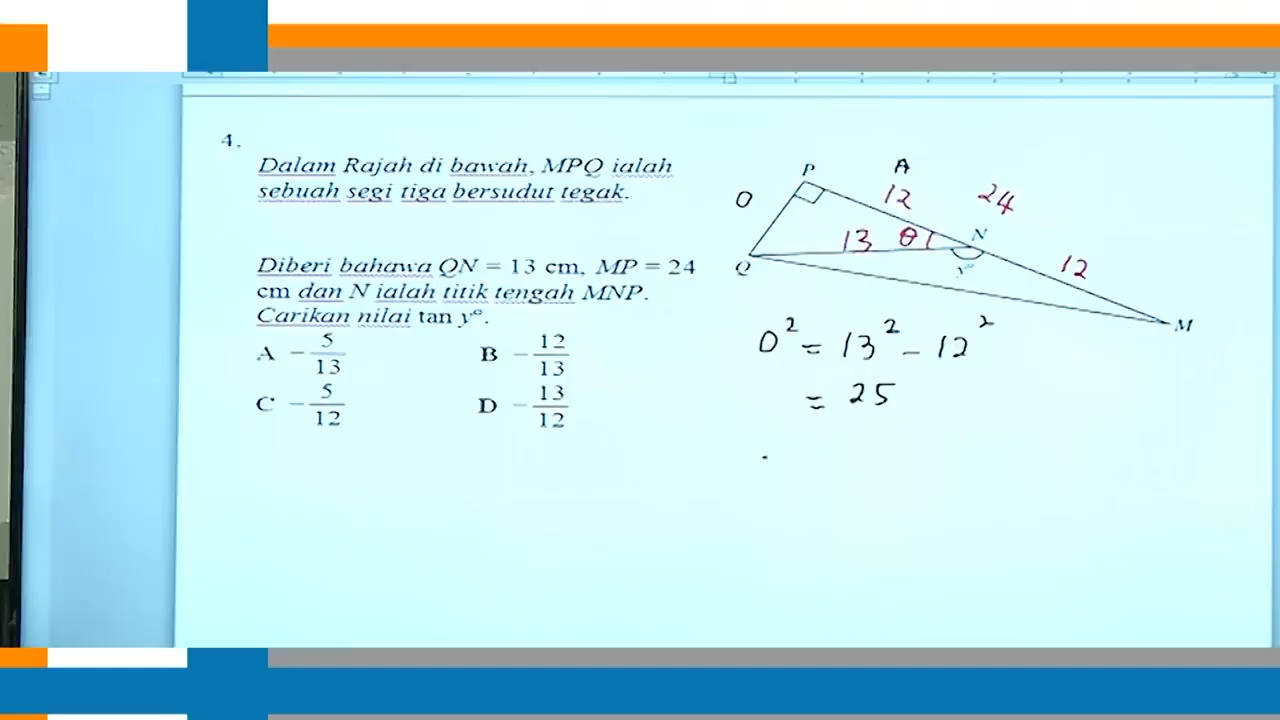 4.
Dalam Rajah di bawah, MPQ ialah
sebuah segi tiga bersudut tegak.
Diberi bahawa QN = 13 cm, MP = 24
cm dan N ialah titik tengah MNP.
Carikan nilai tan y°.
A −5/13
B −12/13
C −5/12
D −13/12
P
A
O
12
24
13
θ
N
Q
y°
12
M
O² = 13² − 12²
= 25